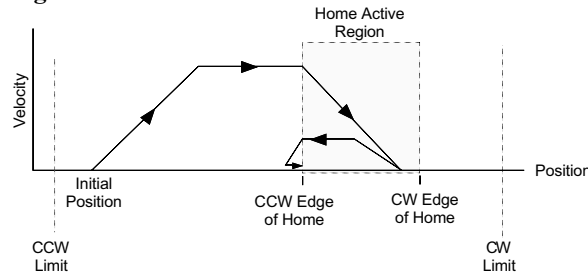 Home Active
Region
Velocity
Position
Initial
Position
CCW Edge
of Home
CW Edge
of Home
CCW
Limit
CW
Limit